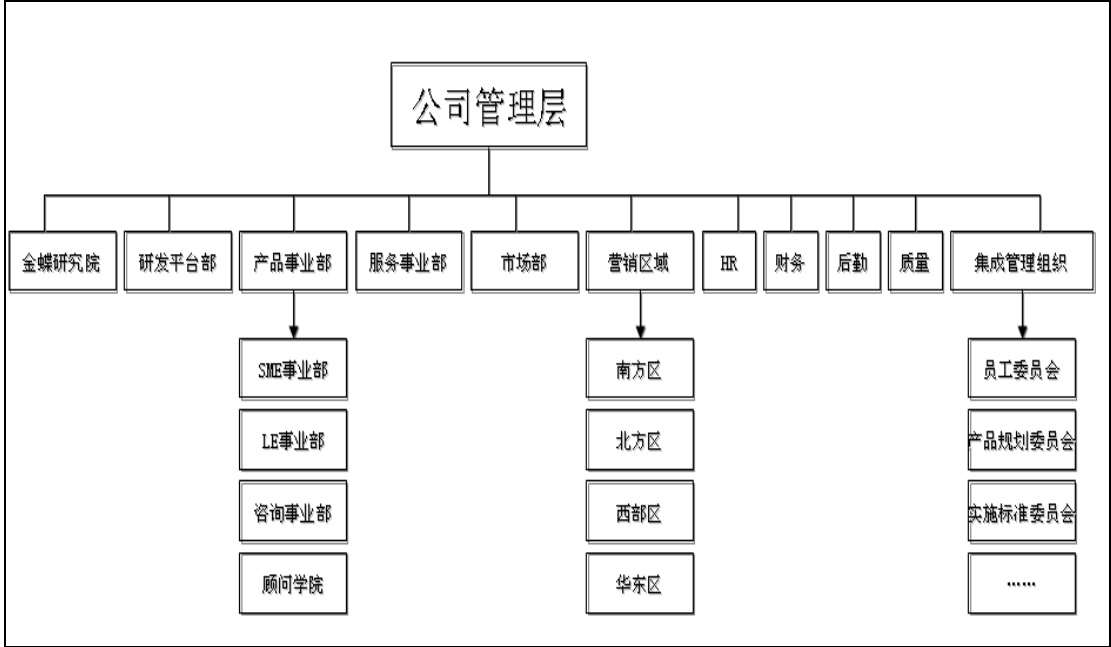 公司管理层
金蝶研究院
研发平台部
产品事业部
服务事业部
市场部
营销区域
HR
财务
后勤
质量
集成管理组织
SME事业部
南方区
员工委员会
LE事业部
北方区
产品规划委员会
咨询事业部
西部区
实施标准委员会
顾问学院
华东区
……